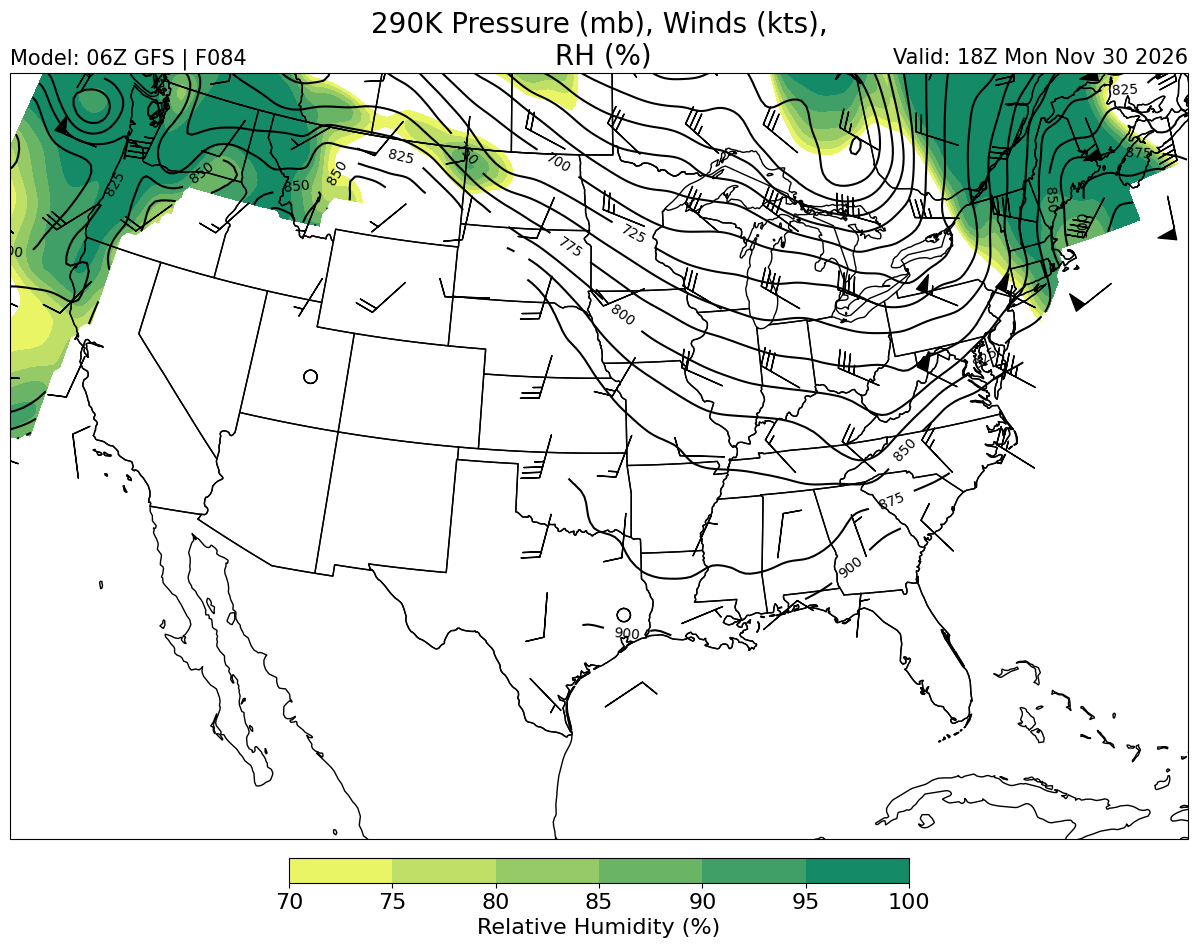 290K Pressure (mb), Winds (kts),
RH (%)
Model: 06Z GFS | F084
Valid: 18Z Mon Nov 30 2026
825
875
700
825
850
850
850
825
850
725
775
800
850
875
900
900
70 75 80 85 90 95 100
Relative Humidity (%)